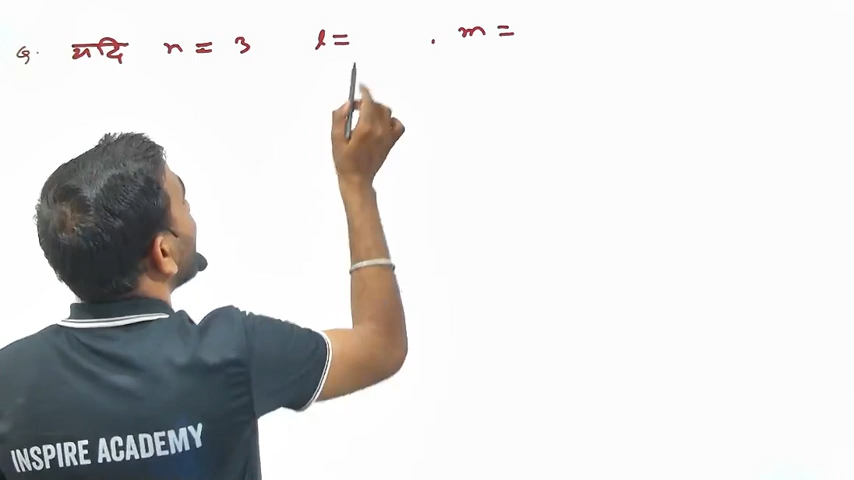 Q. यदि n = 3 l = . m =
INSPIRE ACADEMY